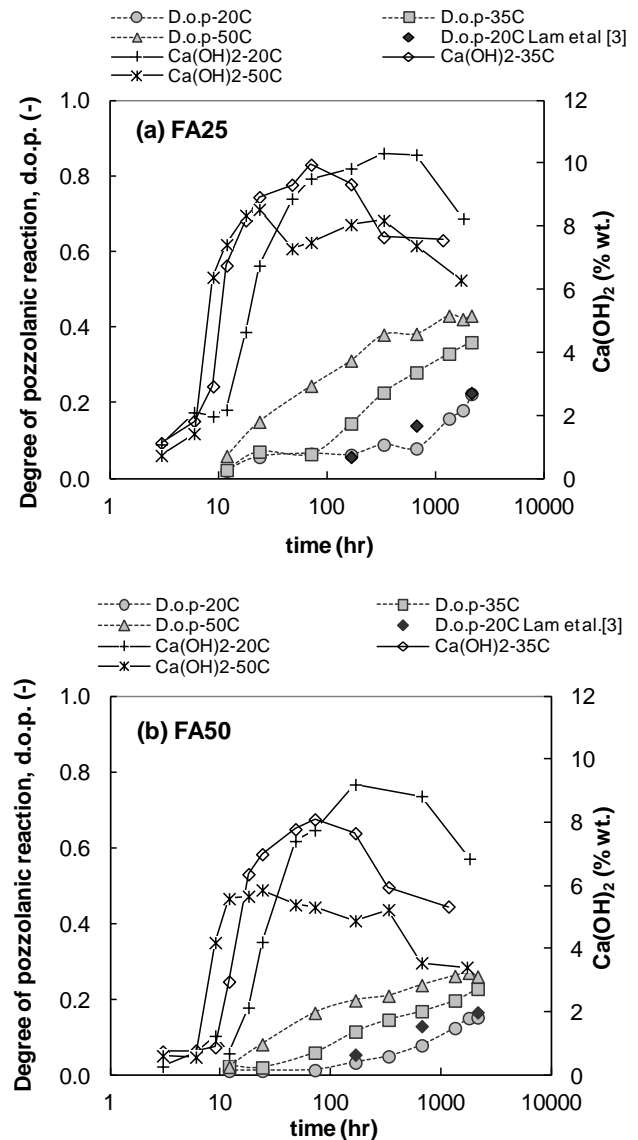 D.o.p-20C D.o.p-35C
D.o.p-50C D.o.p-20C Lam et al [3]
Ca(OH)2-20C Ca(OH)2-35C
Ca(OH)2-50C
(a) FA25
Degree of pozzolanic reaction, d.o.p. (-)
1.0
0.8
0.6
0.4
0.2
0.0
12
10
8
6
4
2
0
Ca(OH)2 (% wt.)
1 10 100 1000 10000
time (hr)
D.o.p-20C D.o.p-35C
D.o.p-50C D.o.p-20C Lam et al.[3]
Ca(OH)2-20C Ca(OH)2-35C
Ca(OH)2-50C
(b) FA50
Degree of pozzolanic reaction, d.o.p. (-)
1.0
0.8
0.6
0.4
0.2
0.0
12
10
8
6
4
2
0
Ca(OH)2 (% wt.)
1 10 100 1000 10000
time (hr)